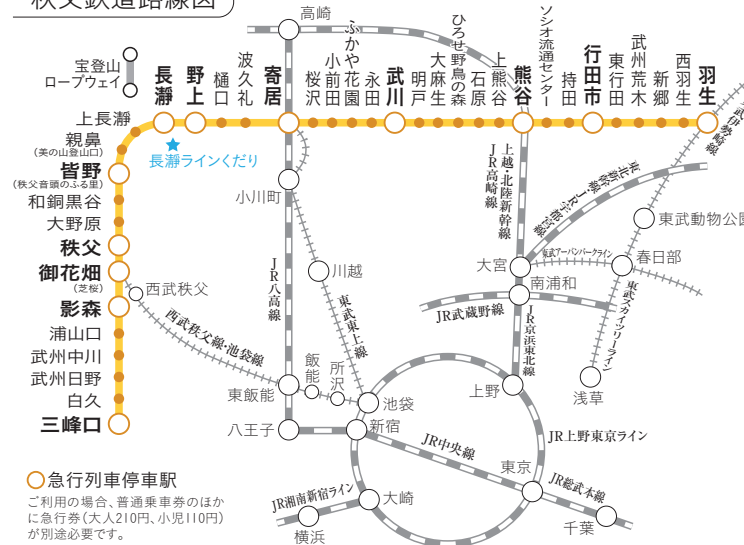 秩父鉄道路線図
高崎
宝登山
ロープウェイ
長瀞
野上
樋口
波久礼
寄居
桜沢
小前田
ふかや花園
永田
武川
明戸
大麻生
ひろせ野鳥の森
石原
上熊谷
熊谷
ソシオ流通センター
持田
行田市
東行田
武州荒木
新郷
西羽生
羽生
上長瀞
親鼻
(美の山登山口)
皆野
(秩父音頭のふる里)
和銅黒谷
大野原
秩父
御花畑
(芝桜)
影森
浦山口
武州中川
武州日野
白久
三峰口
長瀞ラインくだり
小川町
西武秩父
西武秩父線・池袋線
JR八高線
川越
東武東上線
飯能
所沢
東飯能
池袋
八王子
新宿
上越・北陸新幹線
JR高崎線
東北新幹線
JR宇都宮線
東武伊勢崎線
東武動物公園
大宮
東武アーバンパークライン
春日部
南浦和
JR武蔵野線
JR京浜東北線
東武スカイツリーライン
上野
浅草
JR中央線
JR上野東京ライン
東京
JR総武本線
千葉
JR湘南新宿ライン
大崎
横浜
急行列車停車駅
ご利用の場合、普通乗車券のほか
に急行券(大人210円、小児110円)
が別途必要です。